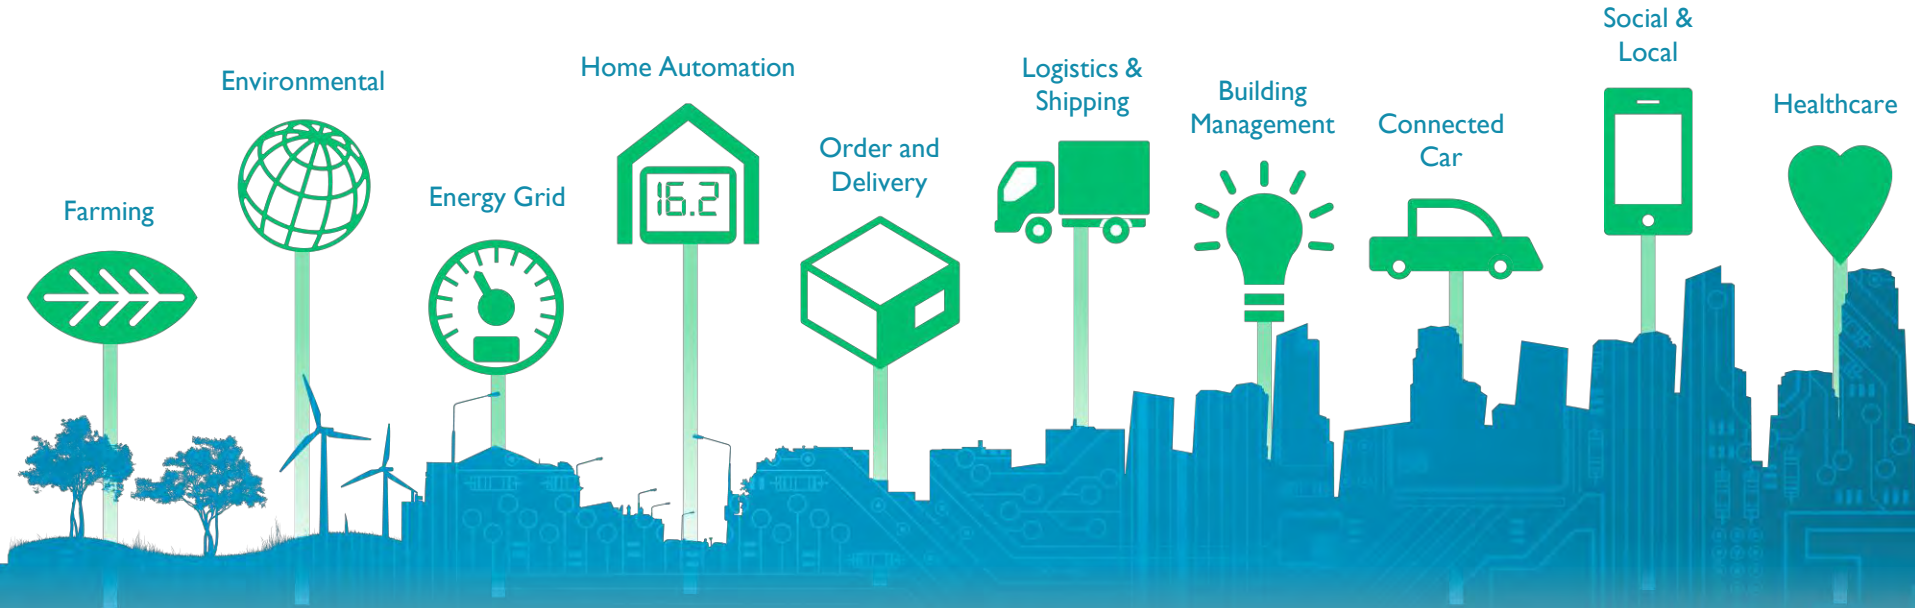 Farming
Environmental
Energy Grid
Home Automation
16.2
Order and
Delivery
Logistics &
Shipping
Building
Management
Connected
Car
Social &
Local
Healthcare